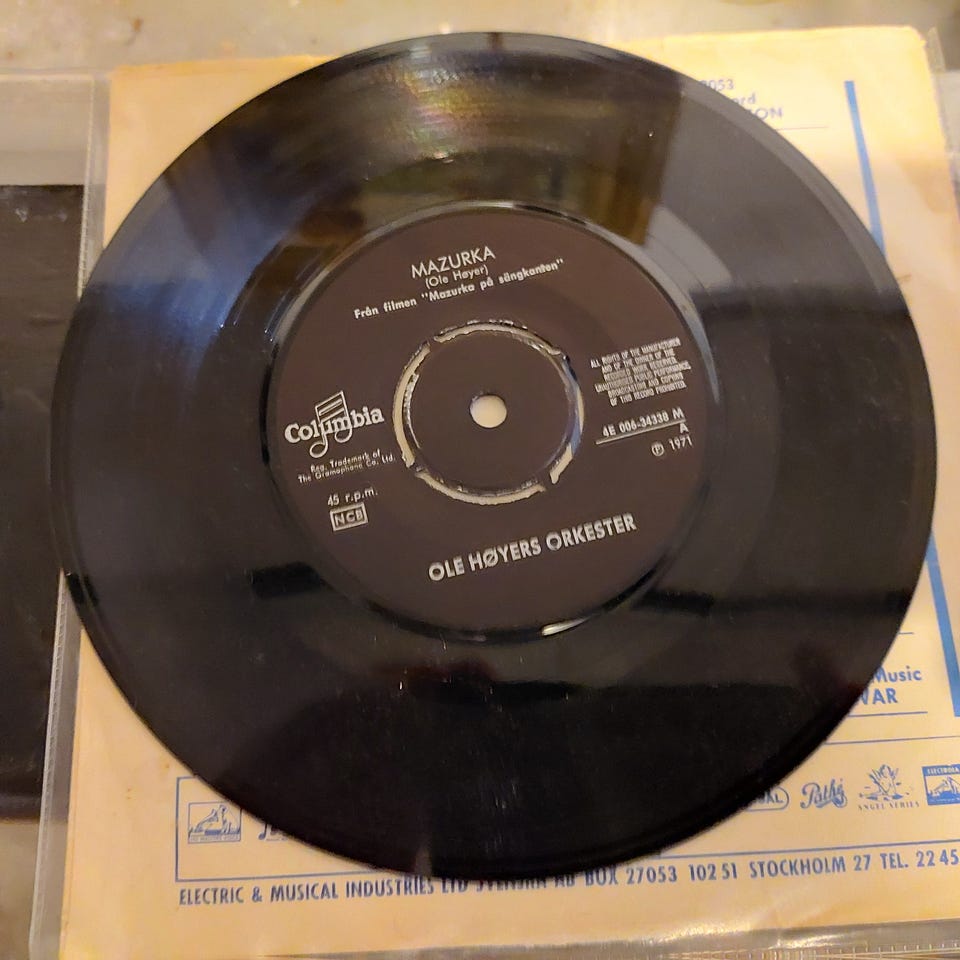 MAZURKA
(Ole Høyer)
Från filmen "Mazurka på sängkanten"
Columbia
Reg. Trademark of
The Gramophone Co. Ltd.
45 r.p.m.
NCB
ALL RIGHTS OF THE MANUFACTURER
AND OF THE OWNER OF THE
RECORDED WORK RESERVED.
UNAUTHORISED PUBLIC PERFORMANCE,
BROADCASTING AND COPYING
OF THIS RECORD PROHIBITED.
4E 006-34338 M
A
Ⓟ 1971
OLE HØYERS ORKESTER
7053
Music
Pathé
ANGEL SERIES
ELECTROLA
ELECTRIC & MUSICAL INDUSTRIES LTD SVENSKA AB BOX 27053 102 51 STOCKHOLM 27 TEL. 22 45